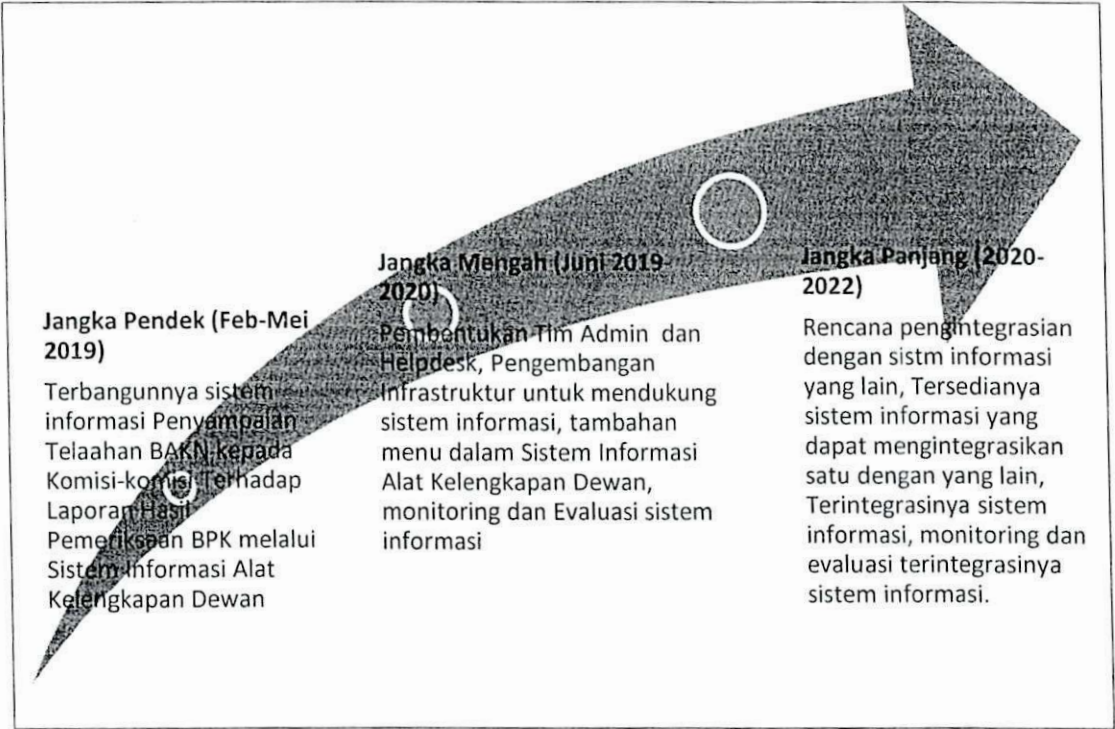 Jangka Pendek (Feb-Mei
2019)
Terbangunnya sistem
informasi Penyampaian
Telaahan BAKN kepada
Komisi-komisi Terhadap
Laporan Hasil
Pemeriksaan BPK melalui
Sistem Informasi Alat
Kelengkapan Dewan
Jangka Mengah (Juni 2019-
2020)
Pembentukan Tim Admin dan
Helpdesk, Pengembangan
Infrastruktur untuk mendukung
sistem informasi, tambahan
menu dalam Sistem Informasi
Alat Kelengkapan Dewan,
monitoring dan Evaluasi sistem
informasi
Jangka Panjang (2020-
2022)
Rencana pengintegrasian
dengan sistm informasi
yang lain, Tersedianya
sistem informasi yang
dapat mengintegrasikan
satu dengan yang lain,
Terintegrasinya sistem
informasi, monitoring dan
evaluasi terintegrasinya
sistem informasi.